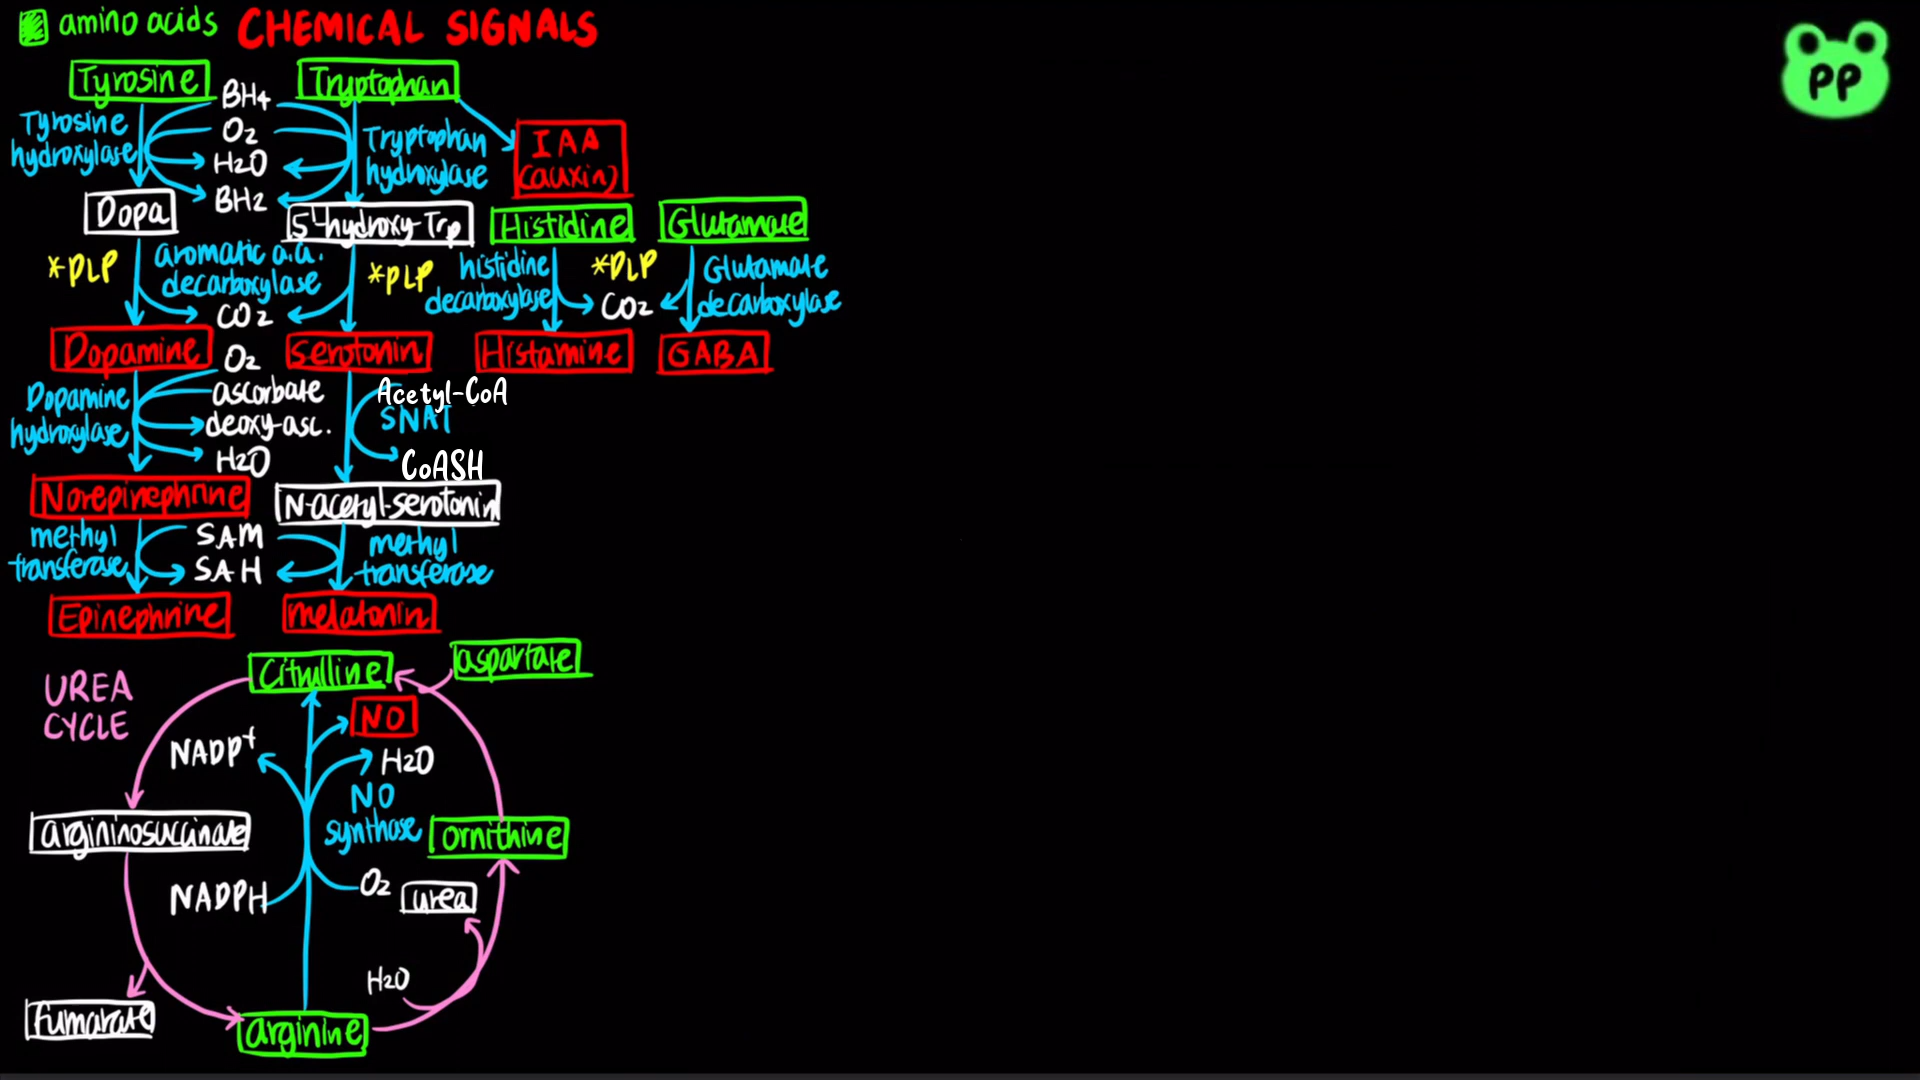 amino acids CHEMICAL SIGNALS
PP
Tyrosine
BH4
Tryptophan
Tyrosine
hydroxylase
O2
H2O
BH2
Tryptophan
hydroxylase
IAA
(auxin)
Dopa
5-hydroxy-Trp
Histidine
Glutamate
*PLP
aromatic a.a.
decarboxylase
CO2
*PLP
histidine
decarboxylase
*PLP
CO2
Glutamate
decarboxylase
Dopamine
Serotonin
Histamine
GABA
Dopamine
hydroxylase
O2
ascorbate
deoxy-asc.
H2O
Acetyl-CoA
SNAT
CoASH
Norepinephrine
N-acetyl-serotonin
methyl
transferase
SAM
SAH
methyl
transferase
Epinephrine
melatonin
UREA
CYCLE
Citrulline
aspartate
NO
NADP+
H2O
NO
synthase
argininosuccinate
ornithine
NADPH
O2
urea
H2O
fumarate
arginine